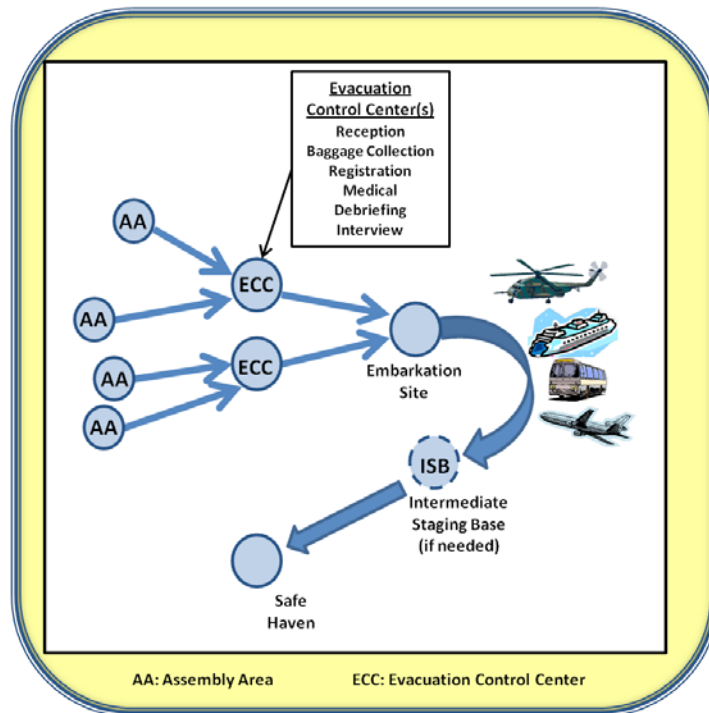 Evacuation
Control Center(s)
Reception
Baggage Collection
Registration
Medical
Debriefing
Interview
AA
ECC
AA
ECC
AA
AA
Embarkation
Site
ISB
Intermediate
Staging Base
(if needed)
Safe
Haven
AA: Assembly Area
ECC: Evacuation Control Center